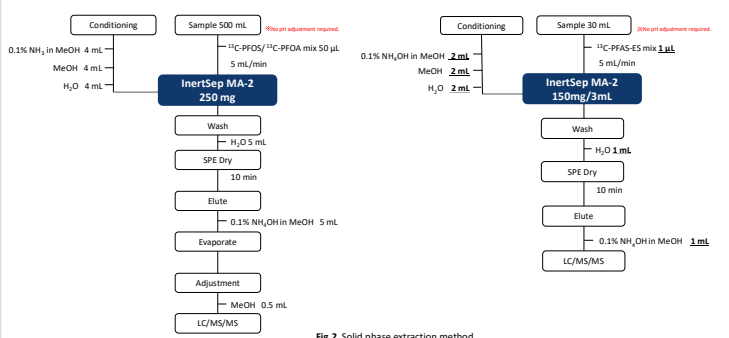 Conditioning
Sample 500 mL
※No pH adjustment required.
0.1% NH₃ in MeOH 4 mL
MeOH 4 mL
H₂O 4 mL
¹³C-PFOS/ ¹³C-PFOA mix 50 µL
5 mL/min
InertSep MA-2
250 mg
Wash
H₂O 5 mL
SPE Dry
10 min
Elute
0.1% NH₄OH in MeOH 5 mL
Evaporate
Adjustment
MeOH 0.5 mL
LC/MS/MS
Conditioning
Sample 30 mL
※No pH adjustment required.
0.1% NH₄OH in MeOH 2 mL
MeOH 2 mL
H₂O 2 mL
¹³C-PFAS-ES mix 1 µL
5 mL/min
InertSep MA-2
150mg/3mL
Wash
H₂O 1 mL
SPE Dry
10 min
Elute
0.1% NH₄OH in MeOH 1 mL
LC/MS/MS
Fig 2. Solid phase extraction method